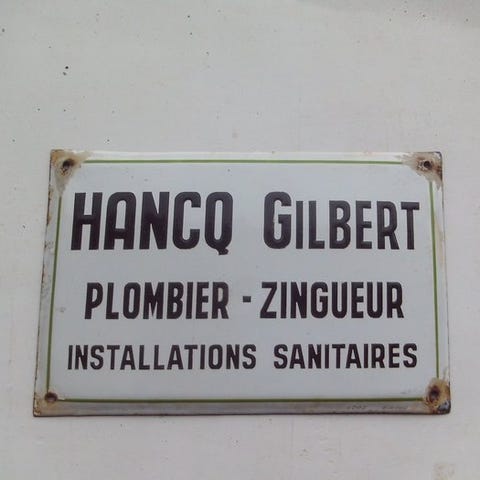 HANCQ GILBERT
PLOMBIER - ZINGUEUR
INSTALLATIONS SANITAIRES